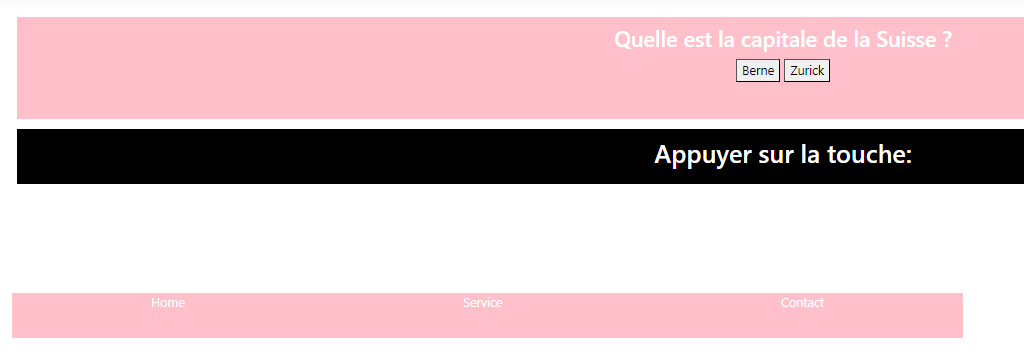 Quelle est la capitale de la Suisse ?
Berne Zurick
Appuyer sur la touche:
Home Service Contact